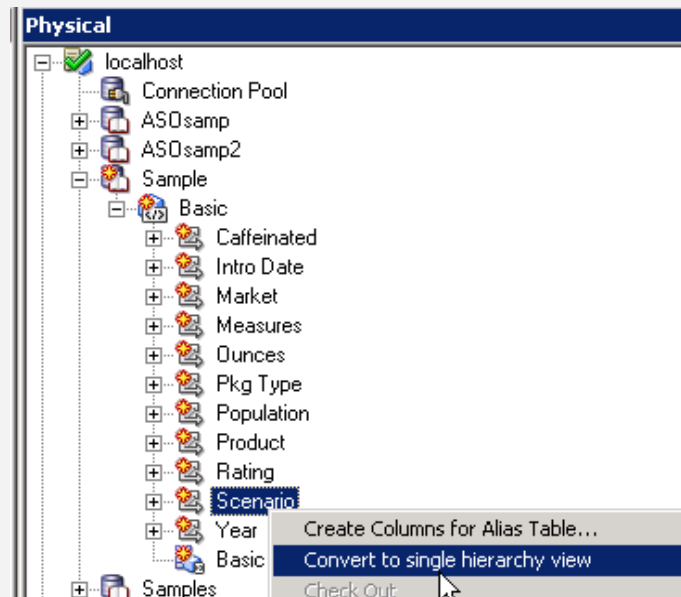 Physical
localhost
Connection Pool
ASOsamp
ASOsamp2
Sample
Basic
Caffeinated
Intro Date
Market
Measures
Ounces
Pkg Type
Population
Product
Rating
Scenario
Year
Create Columns for Alias Table...
Basic
Convert to single hierarchy view
Samples
Check Out